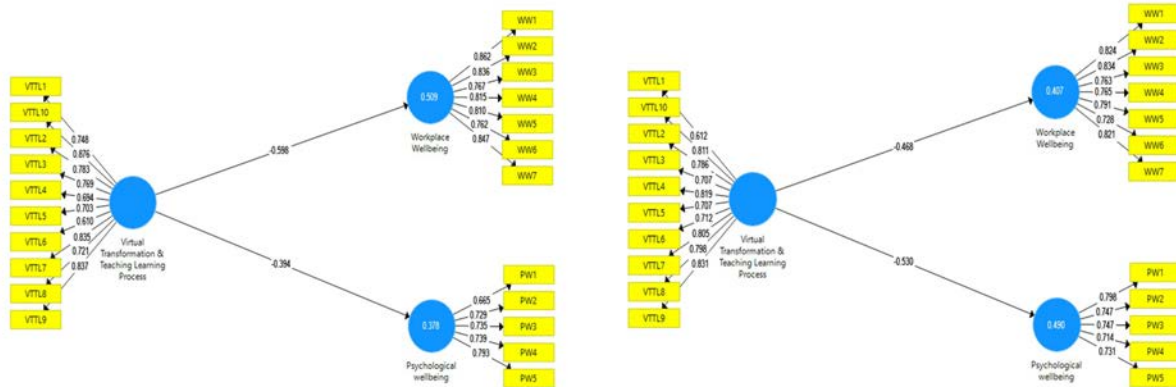 VTTL1
VTTL10
VTTL2
VTTL3
VTTL4
VTTL5
VTTL6
VTTL7
VTTL8
VTTL9
0.748
0.876
0.783
0.769
0.694
0.703
0.610
0.835
0.721
0.837
Virtual
Transformation &
Teaching Learning
Process
-0.598
-0.394
0.509
Workplace
Wellbeing
0.862
0.836
0.767
0.815
0.810
0.762
0.847
WW1
WW2
WW3
WW4
WW5
WW6
WW7
0.378
Psychological
wellbeing
0.665
0.729
0.735
0.739
0.793
PW1
PW2
PW3
PW4
PW5
VTTL1
VTTL10
VTTL2
VTTL3
VTTL4
VTTL5
VTTL6
VTTL7
VTTL8
VTTL9
0.612
0.811
0.786
0.707
0.819
0.707
0.712
0.805
0.798
0.831
Virtual
Transformation &
Teaching Learning
Process
-0.468
-0.530
0.407
Workplace
Wellbeing
0.824
0.834
0.763
0.765
0.791
0.728
0.821
WW1
WW2
WW3
WW4
WW5
WW6
WW7
0.490
Psychological
wellbeing
0.798
0.747
0.747
0.714
0.731
PW1
PW2
PW3
PW4
PW5